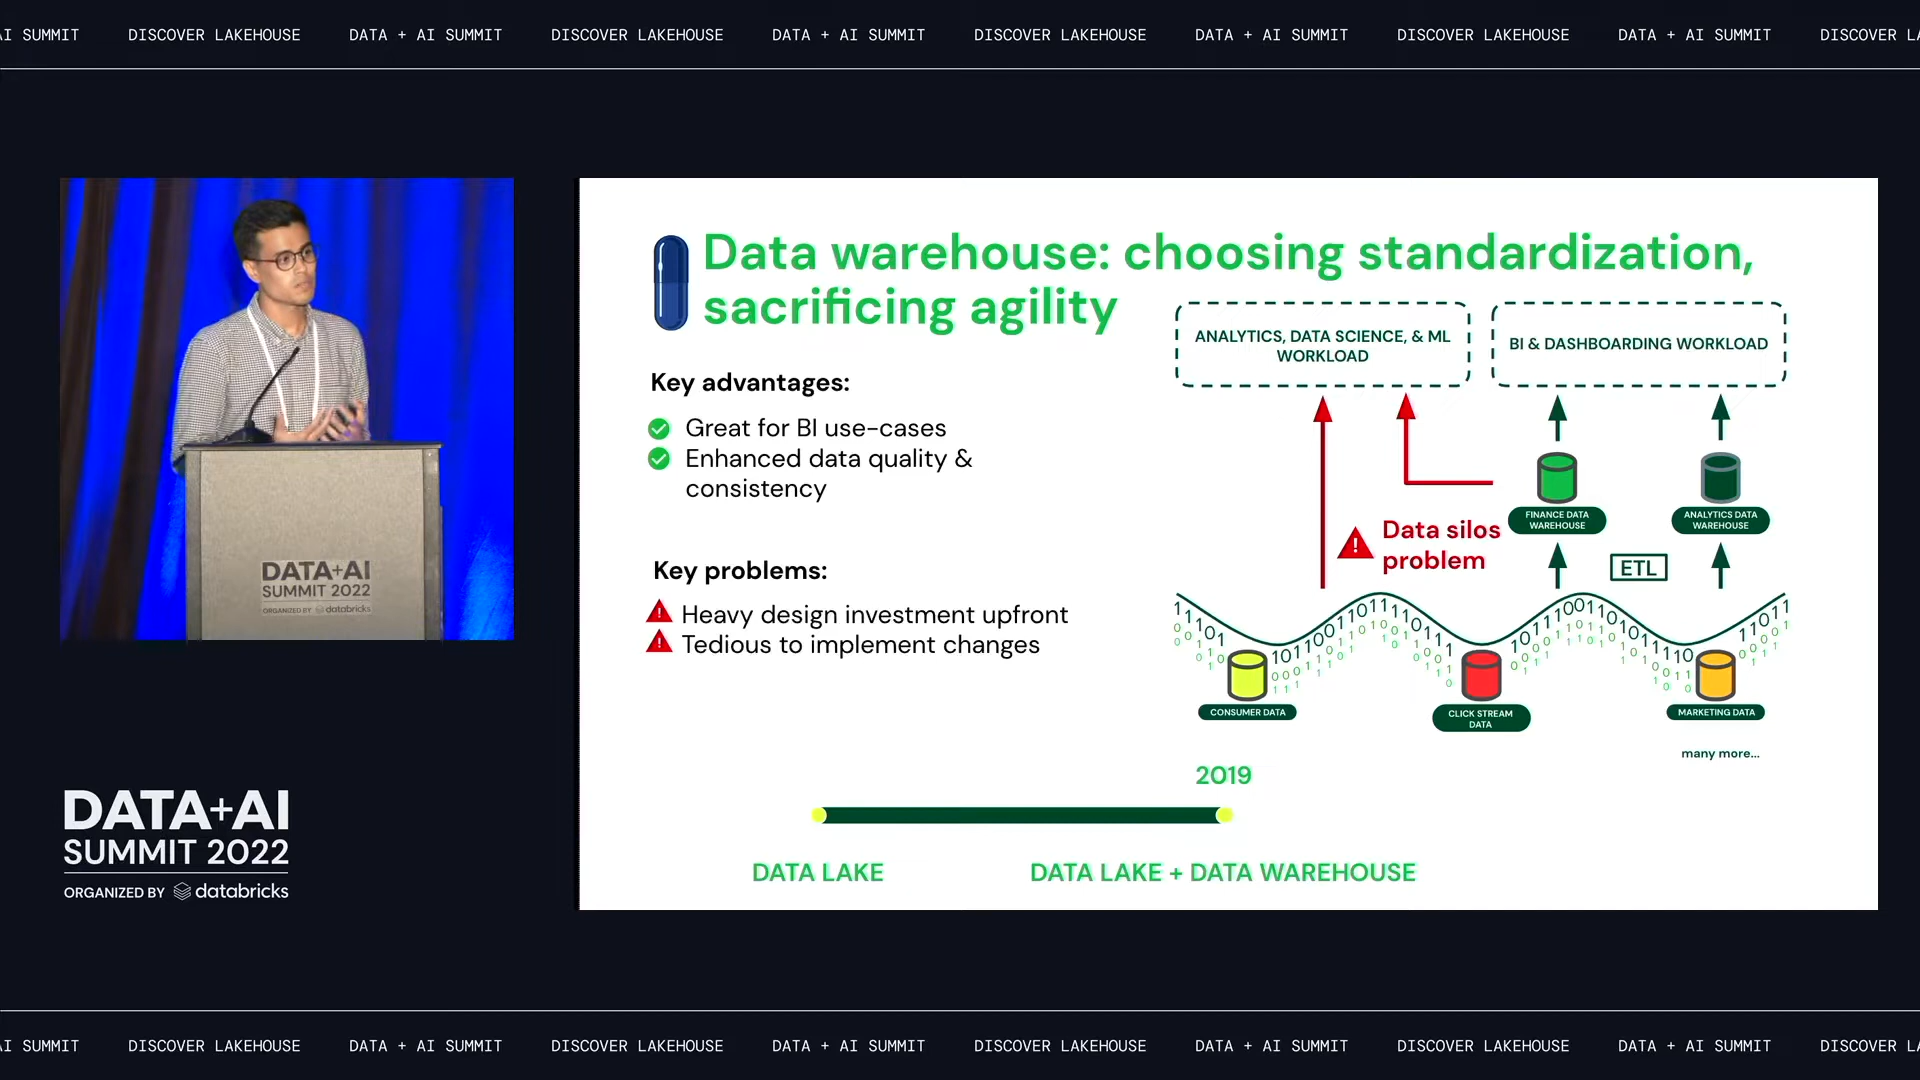 AI SUMMIT DISCOVER LAKEHOUSE DATA + AI SUMMIT DISCOVER LAKEHOUSE DATA + AI SUMMIT DISCOVER LAKEHOUSE DATA + AI SUMMIT DISCOVER LAKEHOUSE DATA + AI SUMMIT DISCOVER LA
DATA+AI
SUMMIT 2022
ORGANIZED BY databricks
DATA+AI
SUMMIT 2022
ORGANIZED BY databricks
Data warehouse: choosing standardization,
sacrificing agility
Key advantages:
Great for BI use-cases
Enhanced data quality &
consistency
Key problems:
Heavy design investment upfront
Tedious to implement changes
ANALYTICS, DATA SCIENCE, & ML
WORKLOAD
BI & DASHBOARDING WORKLOAD
FINANCE DATA
WAREHOUSE
ANALYTICS DATA
WAREHOUSE
Data silos
problem
ETL
CONSUMER DATA
CLICK STREAM
DATA
MARKETING DATA
many more...
2019
DATA LAKE
DATA LAKE + DATA WAREHOUSE
AI SUMMIT DISCOVER LAKEHOUSE DATA + AI SUMMIT DISCOVER LAKEHOUSE DATA + AI SUMMIT DISCOVER LAKEHOUSE DATA + AI SUMMIT DISCOVER LAKEHOUSE DATA + AI SUMMIT DISCOVER LA